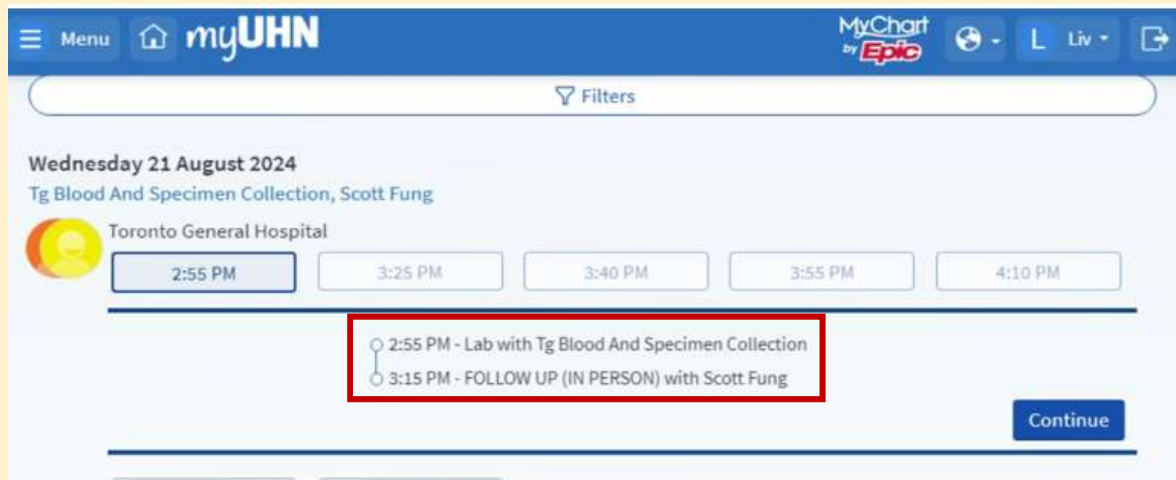 Menu myUHN MyChart by Epic L Liv
Filters
Wednesday 21 August 2024
Tg Blood And Specimen Collection, Scott Fung
Toronto General Hospital
2:55 PM 3:25 PM 3:40 PM 3:55 PM 4:10 PM
2:55 PM - Lab with Tg Blood And Specimen Collection
3:15 PM - FOLLOW UP (IN PERSON) with Scott Fung
Continue